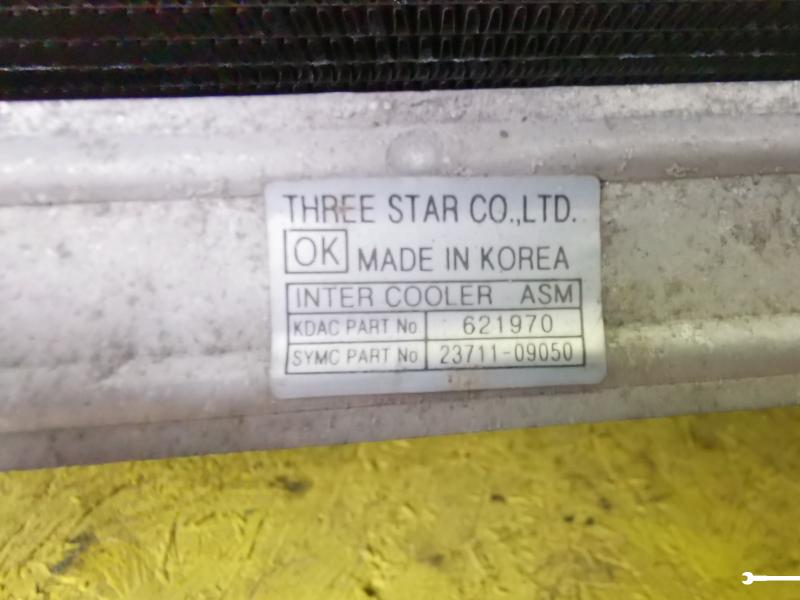 THREE STAR CO.,LTD.
OK MADE IN KOREA
INTER COOLER ASM
KDAC PART No 621970
SYMC PART No 23711-09050